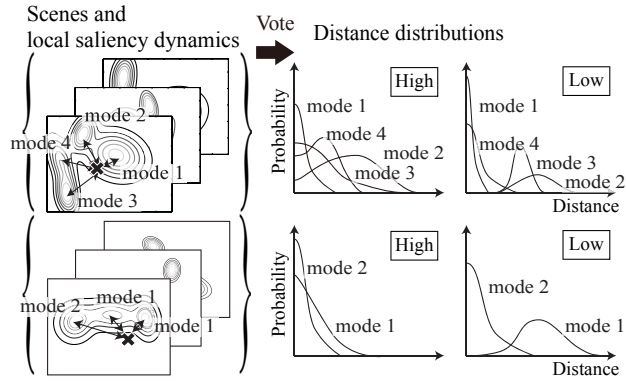 Scenes and
local saliency dynamics
Vote
Distance distributions
mode 2
mode 4
mode 1
mode 3
Probability
High
mode 1
mode 4
mode 2
mode 3
Low
mode 1
mode 4
mode 3
mode 2
Distance
mode 1
mode 2
mode 1
Probability
High
mode 2
mode 1
Low
mode 2
mode 1
Distance